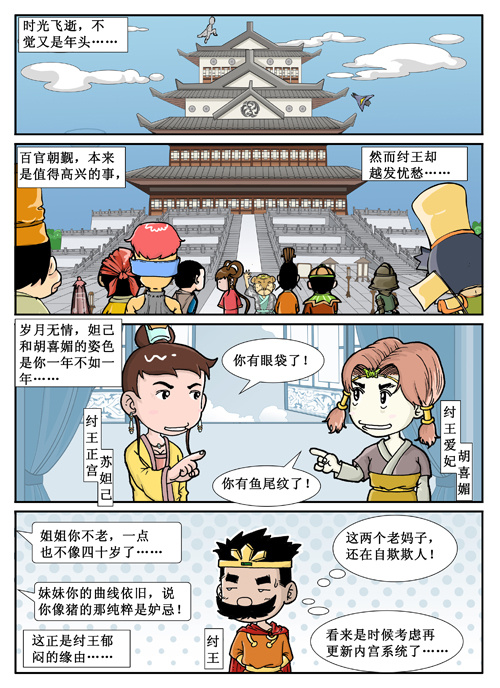 时光飞逝，不
觉又是年头……
百官朝觐，本来
是值得高兴的事，
然而纣王却
越发忧愁……
岁月无情，妲己
和胡喜媚的姿色
是你一年不如一
年……
你有眼袋了！
纣王正宫
苏妲己
你有鱼尾纹了！
纣王爱妃
胡喜媚
姐姐你不老，一点
也不像四十岁了……
妹妹你的曲线依旧，说
你像猪的那纯粹是妒忌！
这正是纣王郁
闷的缘由……
纣王
这两个老妈子，
还在自欺欺人！
看来是时候考虑再
更新内宫系统了……